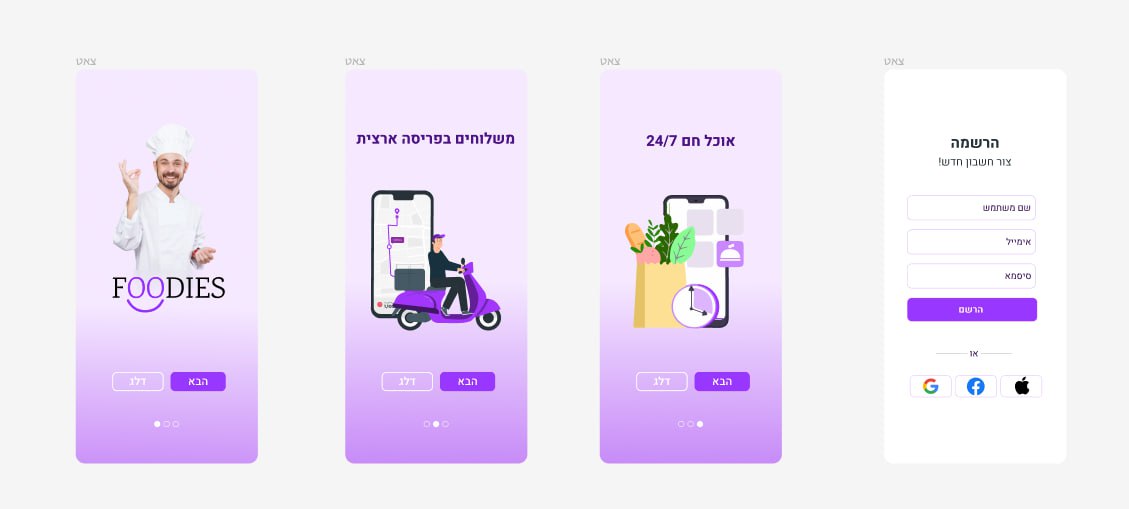 צאט
FOODIES
דלג
הבא
צאט
משלוחים בפריסה ארצית
דלג
הבא
צאט
אוכל חם 24/7
דלג
הבא
צאט
הרשמה
צור חשבון חדש!
שם משתמש
אימייל
סיסמא
הרשם
או